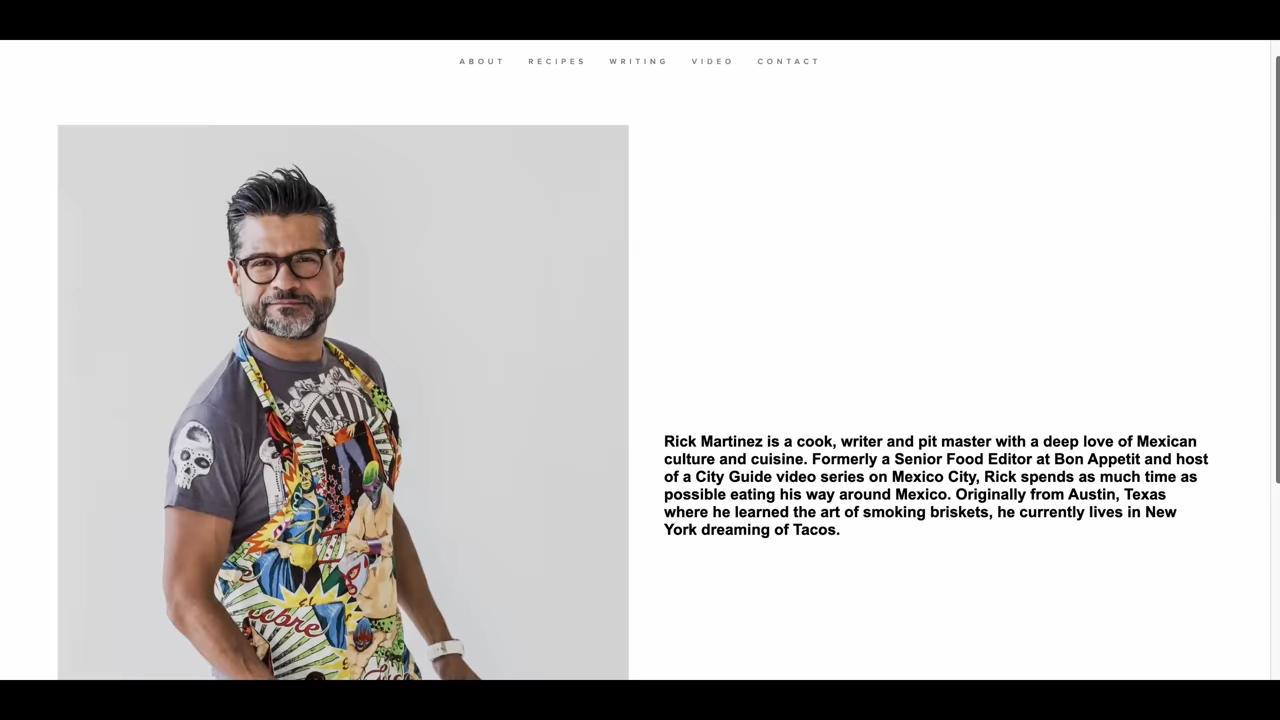 ABOUT RECIPES WRITING VIDEO CONTACT
Rick Martinez is a cook, writer and pit master with a deep love of Mexican
culture and cuisine. Formerly a Senior Food Editor at Bon Appetit and host
of a City Guide video series on Mexico City, Rick spends as much time as
possible eating his way around Mexico. Originally from Austin, Texas
where he learned the art of smoking briskets, he currently lives in New
York dreaming of Tacos.
ibre